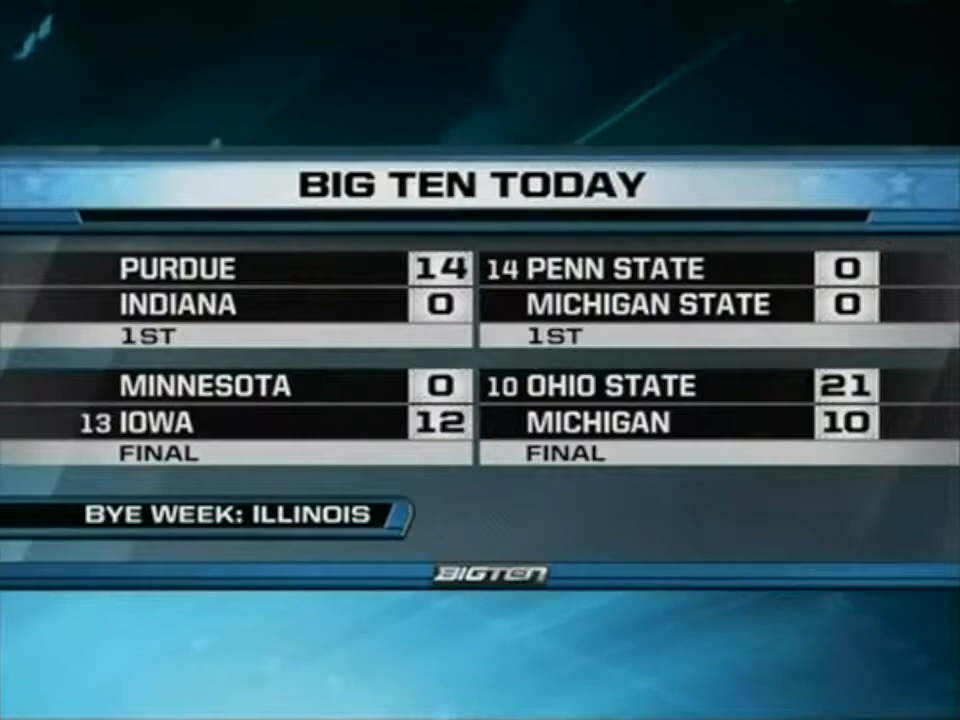 BIG TEN TODAY
PURDUE 14
INDIANA 0
1ST
14 PENN STATE 0
MICHIGAN STATE 0
1ST
MINNESOTA 0
13 IOWA 12
FINAL
10 OHIO STATE 21
MICHIGAN 10
FINAL
BYE WEEK: ILLINOIS
BIGTEN